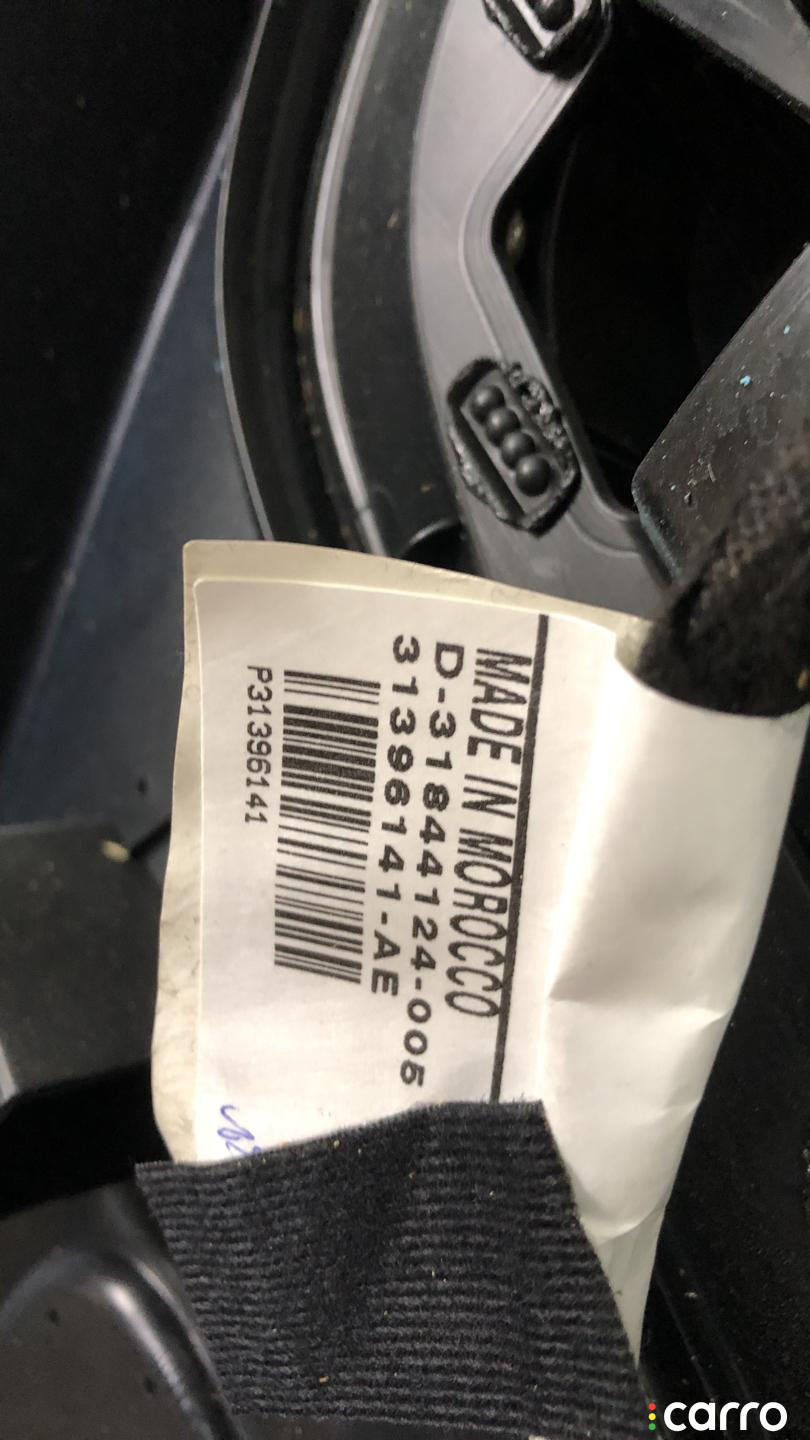 MADE IN MOROCCO
D-31844124-005
31396141-AE
P31396141
carro